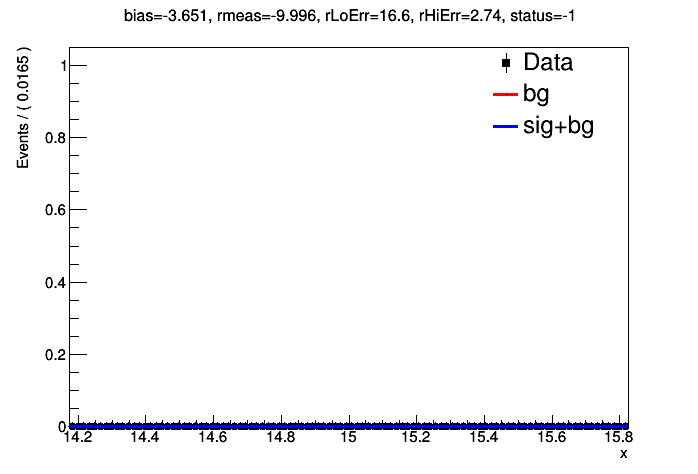 bias=-3.651, rmeas=-9.996, rLoErr=16.6, rHiErr=2.74, status=-1
Events / ( 0.0165 )
1
0.8
0.6
0.4
0.2
0
Data
bg
sig+bg
14.2 14.4 14.6 14.8 15 15.2 15.4 15.6 15.8
x